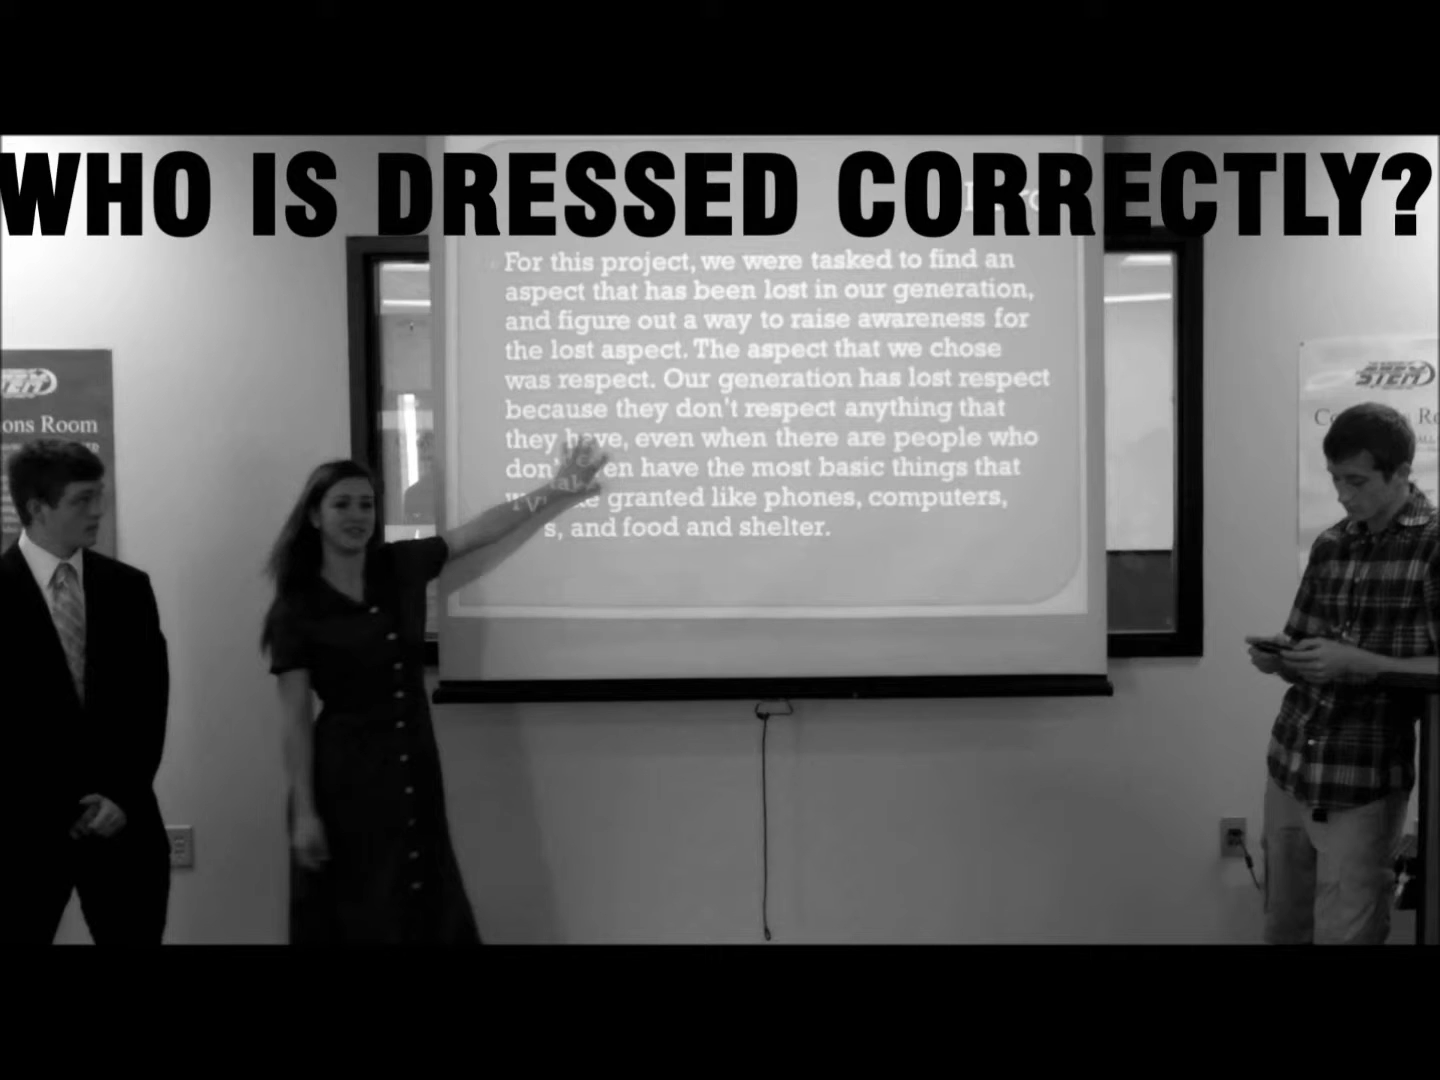 WHO IS DRESSED CORRECTLY?
For this project, we were tasked to find an
aspect that has been lost in our generation,
and figure out a way to raise awareness for
the lost aspect. The aspect that we chose
was respect. Our generation has lost respect
because they don't respect anything that
they have, even when there are people who
don't even have the most basic things that
granted like phones, computers,
and food and shelter.
ons Room
STEM